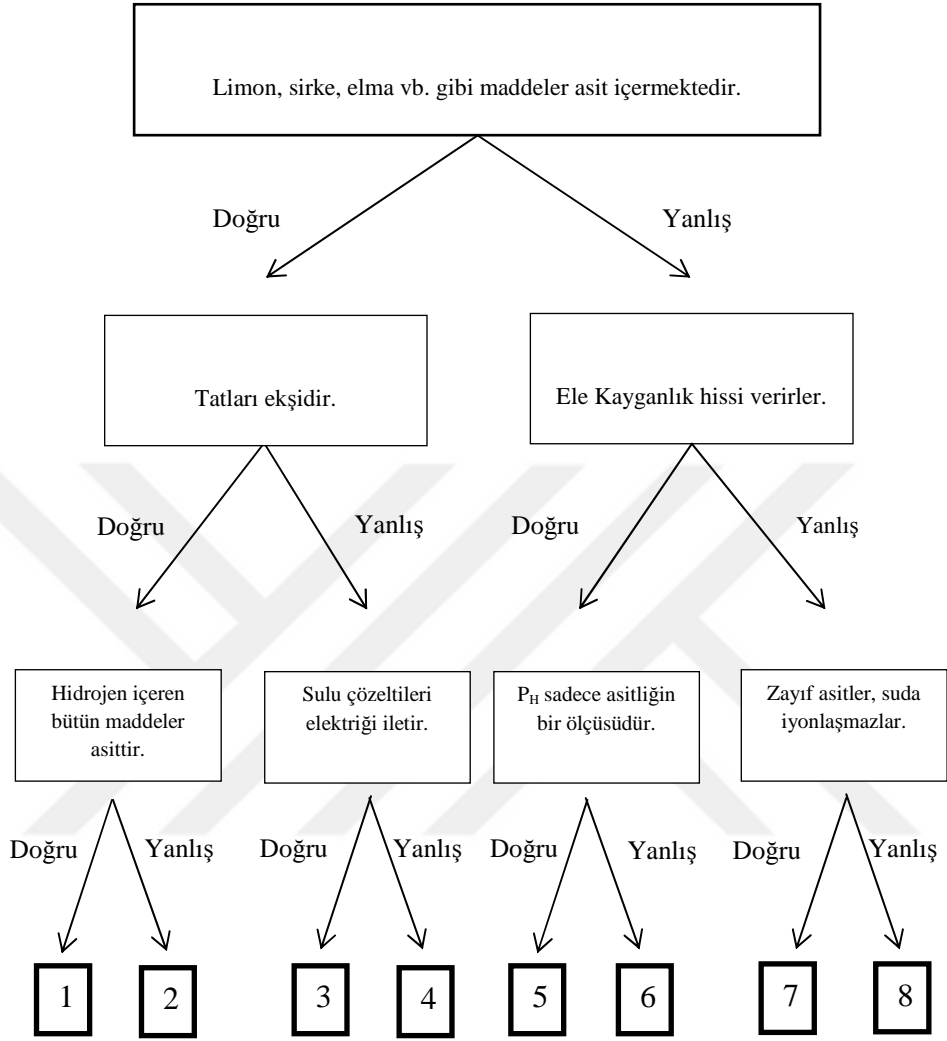 Limon, sirke, elma vb. gibi maddeler asit içermektedir.
Doğru
Yanlış
Tatları ekşidir.
Ele Kayganlık hissi verirler.
Doğru
Yanlış
Doğru
Yanlış
Hidrojen içeren
bütün maddeler
asittir.
Sulu çözeltileri
elektriği iletir.
P_H sadece asitliğin
bir ölçüsüdür.
Zayıf asitler, suda
iyonlaşmazlar.
Doğru
Yanlış
Doğru
Yanlış
Doğru
Yanlış
Doğru
Yanlış
1
2
3
4
5
6
7
8